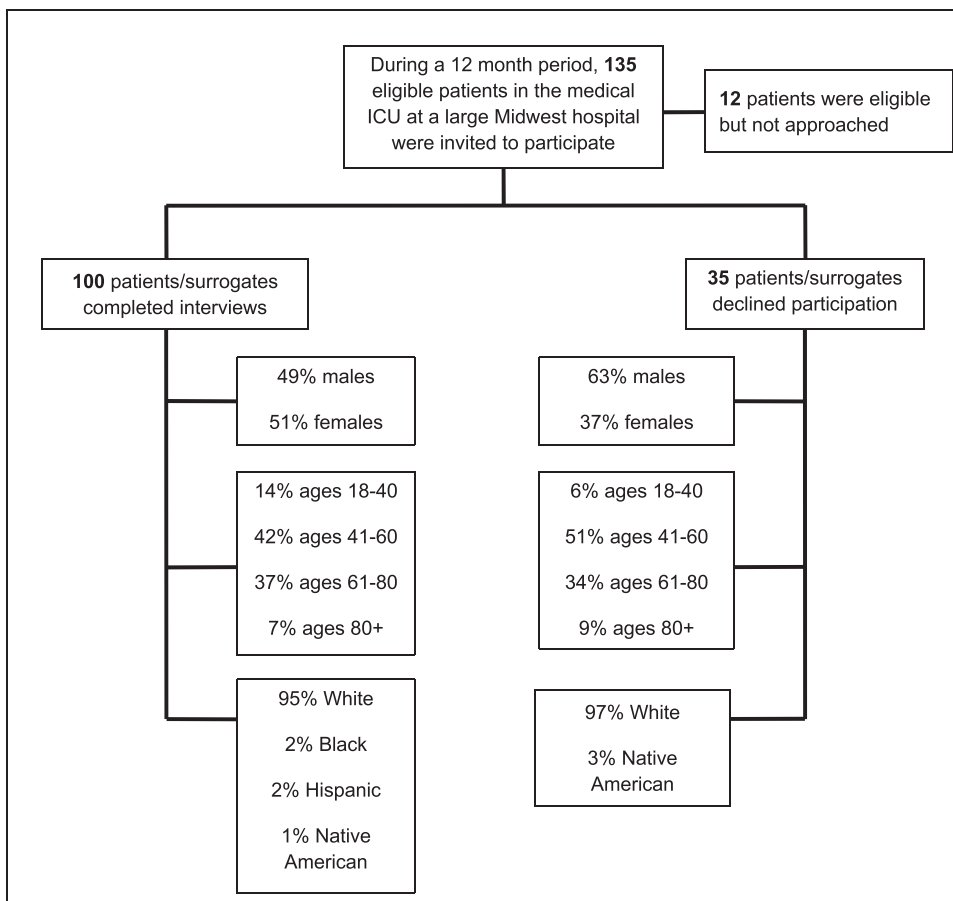 During a 12 month period, 135
eligible patients in the medical
ICU at a large Midwest hospital
were invited to participate
12 patients were eligible
but not approached
100 patients/surrogates
completed interviews
35 patients/surrogates
declined participation
49% males
51% females
63% males
37% females
14% ages 18-40
42% ages 41-60
37% ages 61-80
7% ages 80+
6% ages 18-40
51% ages 41-60
34% ages 61-80
9% ages 80+
95% White
2% Black
2% Hispanic
1% Native
American
97% White
3% Native
American